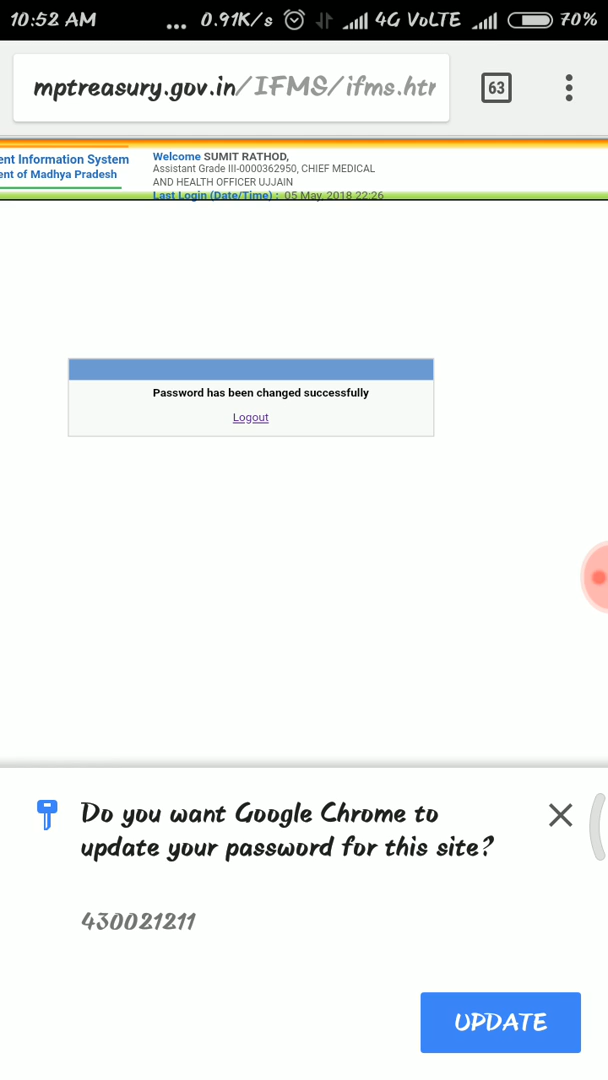 10:52 AM ... 0.91K/s 4G VoLTE 70%
mptreasury.gov.in/IFMS/ifms.htr
63
ent Information System
ent of Madhya Pradesh
Welcome SUMIT RATHOD,
Assistant Grade III-0000362950, CHIEF MEDICAL
AND HEALTH OFFICER UJJAIN
Last Login (Date/Time) : 05 May, 2018 22:26
Password has been changed successfully
Logout
Do you want Google Chrome to
update your password for this site?
430021211
UPDATE